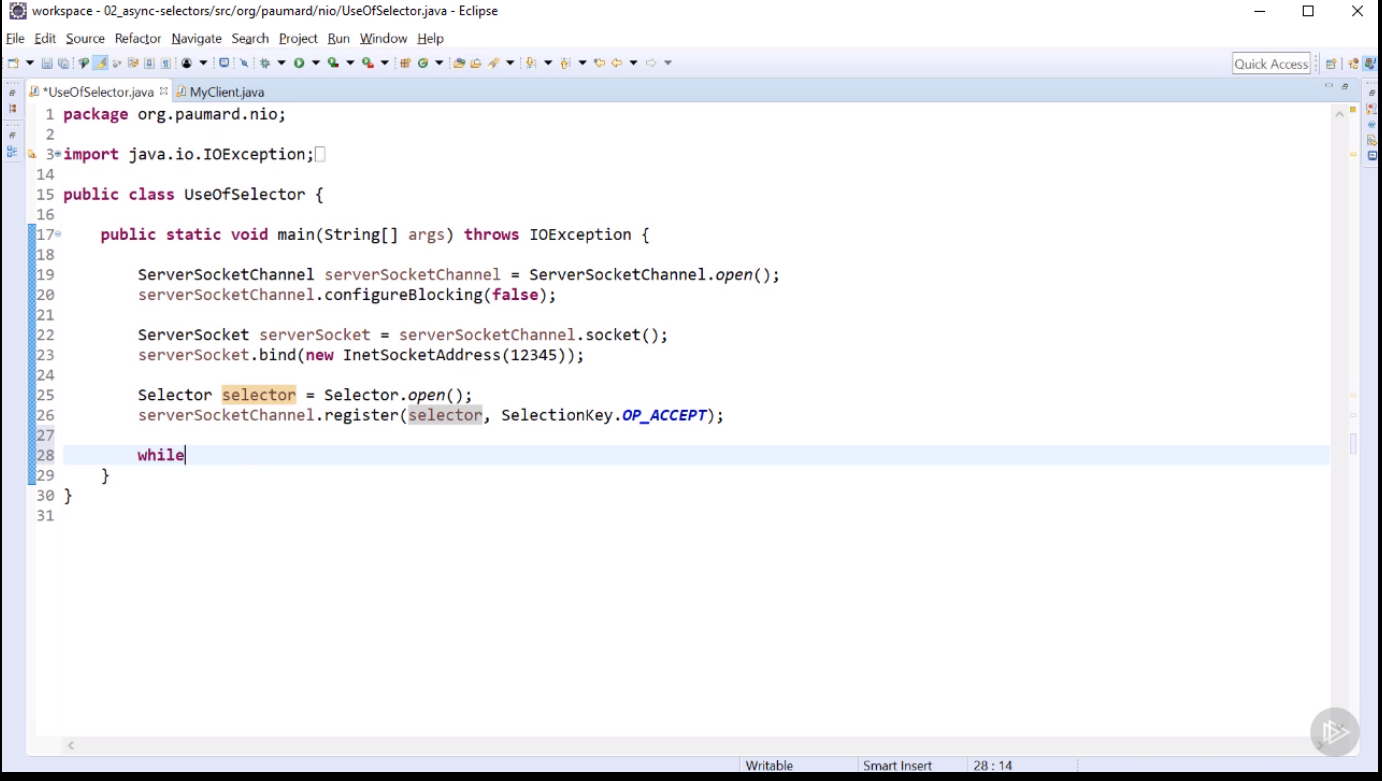 workspace - 02_async-selectors/src/org/paumard/nio/UseOfSelector.java - Eclipse
File Edit Source Refactor Navigate Search Project Run Window Help
Quick Access
*UseOfSelector.java MyClient.java
1 package org.paumard.nio;
2
3 import java.io.IOException;
14
15 public class UseOfSelector {
16
17 public static void main(String[] args) throws IOException {
18
19 ServerSocketChannel serverSocketChannel = ServerSocketChannel.open();
20 serverSocketChannel.configureBlocking(false);
21
22 ServerSocket serverSocket = serverSocketChannel.socket();
23 serverSocket.bind(new InetSocketAddress(12345));
24
25 Selector selector = Selector.open();
26 serverSocketChannel.register(selector, SelectionKey.OP_ACCEPT);
27
28 while
29 }
30 }
31
Writable Smart Insert 28 : 14